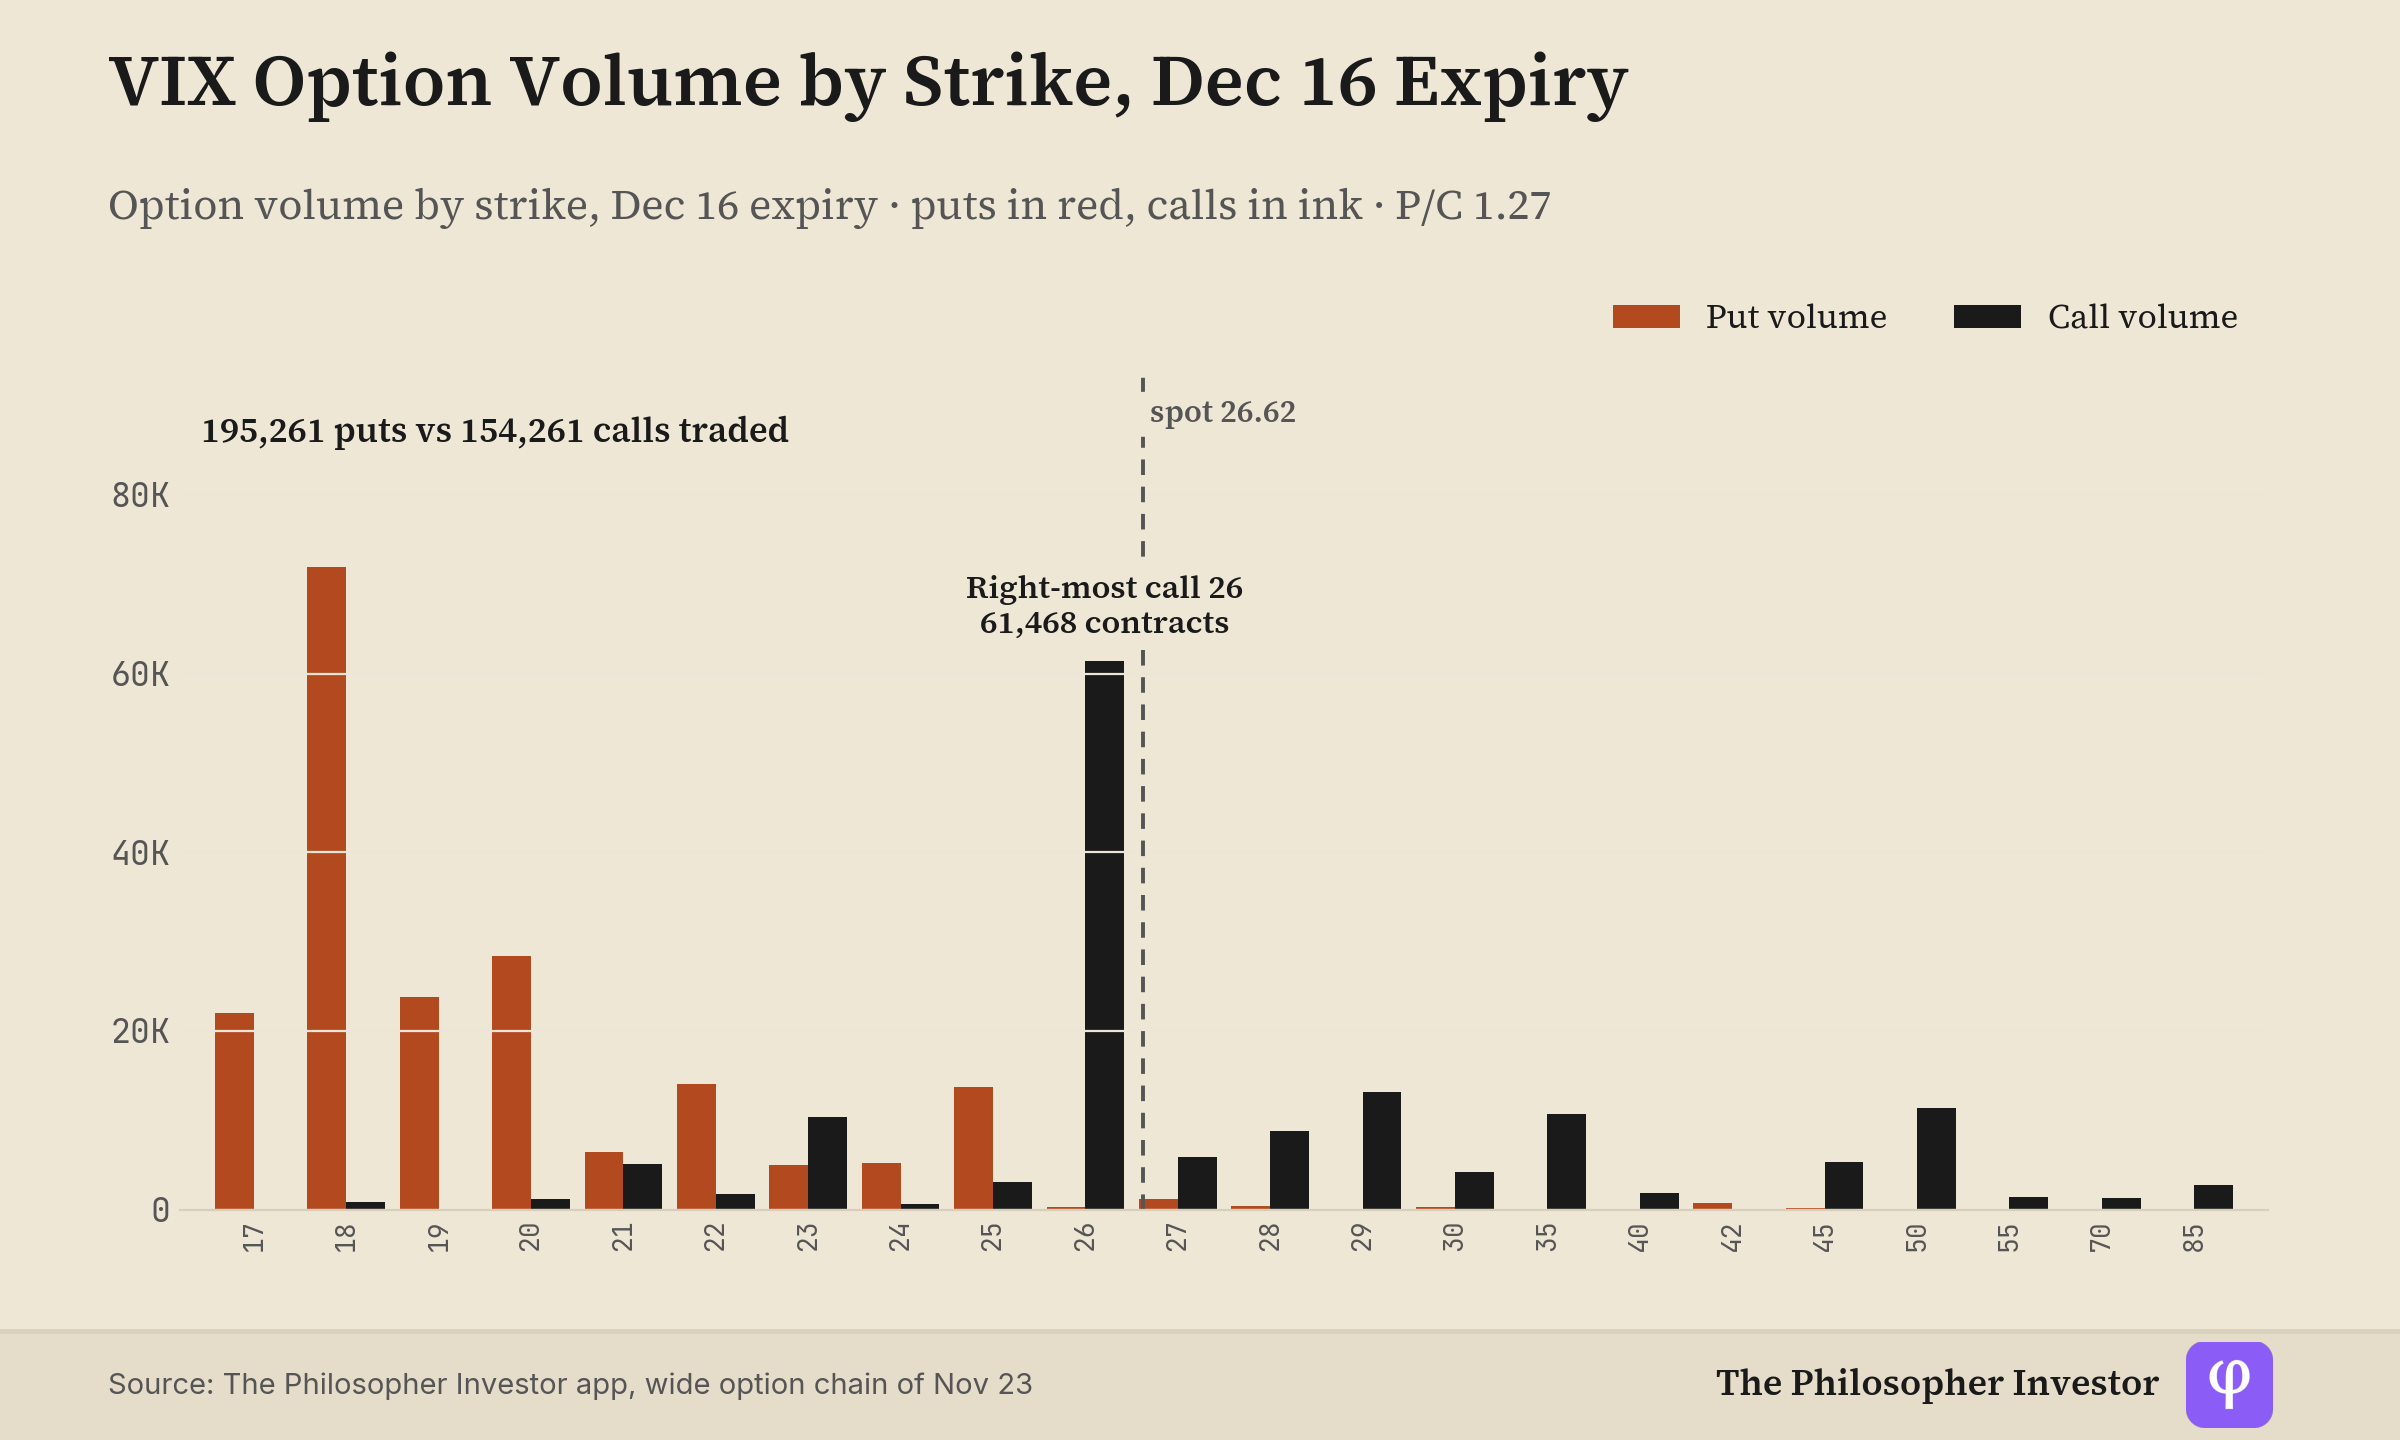 VIX Option Volume by Strike, Dec 16 Expiry
Option volume by strike, Dec 16 expiry · puts in red, calls in ink · P/C 1.27
Put volume
Call volume
spot 26.62
195,261 puts vs 154,261 calls traded
80K
Right-most call 26
61,468 contracts
60K
40K
20K
0
17
18
19
20
21
22
23
24
25
26
27
28
29
30
35
40
42
45
50
55
70
85
Source: The Philosopher Investor app, wide option chain of Nov 23
The Philosopher Investor
φ